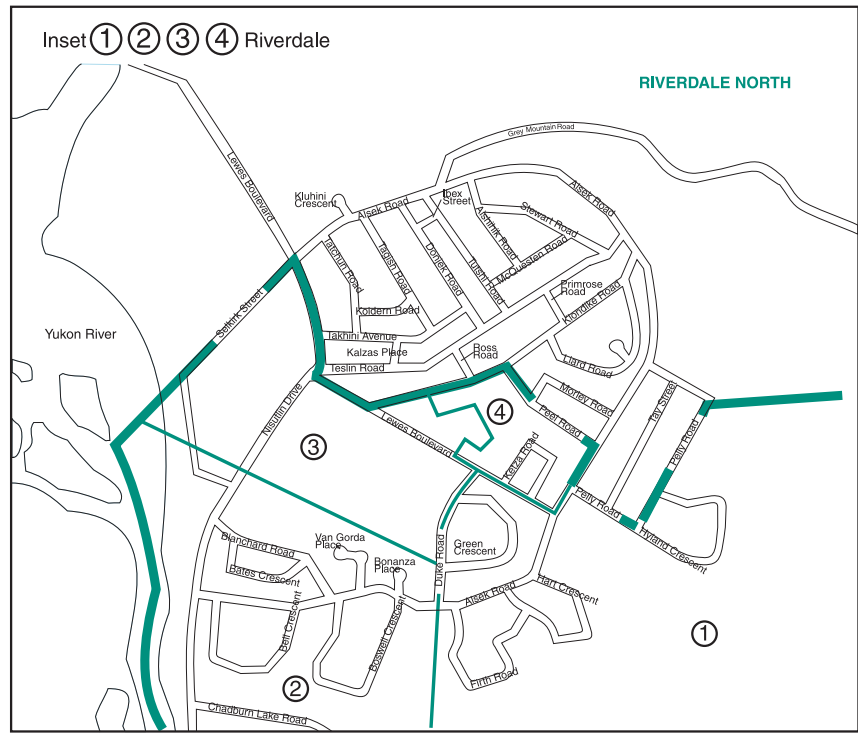 Inset 1 2 3 4 Riverdale
RIVERDALE NORTH
Grey Mountain Road
Lewes Boulevard
Kluhini
Crescent
Alsek Road
Ibex
Street
Alsek Road
Stewart Road
Aishihik Road
McQuesten Road
Tatchun Road
Tagish Road
Donjek Road
Tutshi Road
Primrose
Road
Klondike Road
Koidern Road
Selkirk Street
Yukon River
Takhini Avenue
Kalzas Place
Teslin Road
Ross
Road
Liard Road
Nisutlin Drive
Lewes Boulevard
4
Morley Road
Peel Road
Tay Street
Pelly Road
3
Ketza Road
Pelly Road
Hyland Crescent
Blanchard Road
Van Gorda
Place
Bates Crescent
Bonanza
Place
Duke Road
Green
Crescent
Alsek Road
Hart Crescent
Bell Crescent
Boswell Crescent
Firth Road
1
2
Chadburn Lake Road